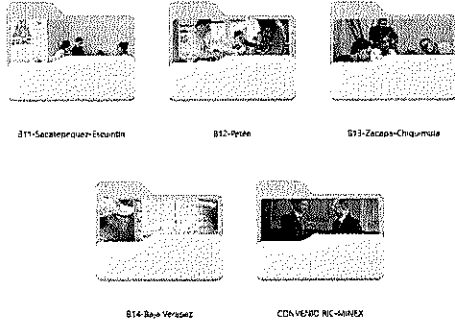 B11-Sacatepequez-Escuintla
B12-Petén
B13-Zacapa-Chiquimula
B14-Baja Verapaz
CONVENIO RIC-MINEX